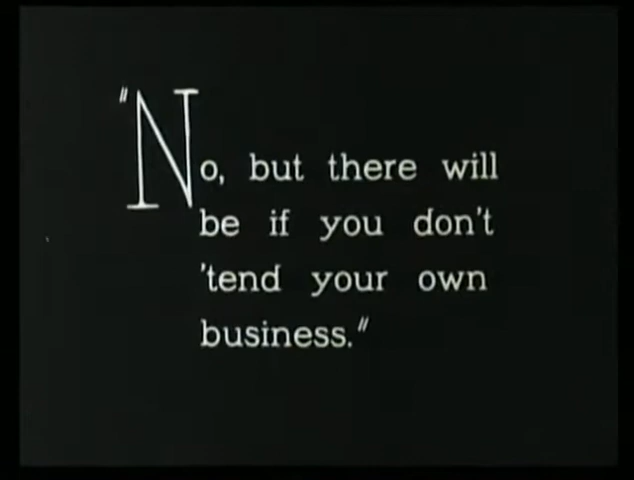 "No, but there will
be if you don't
'tend your own
business."